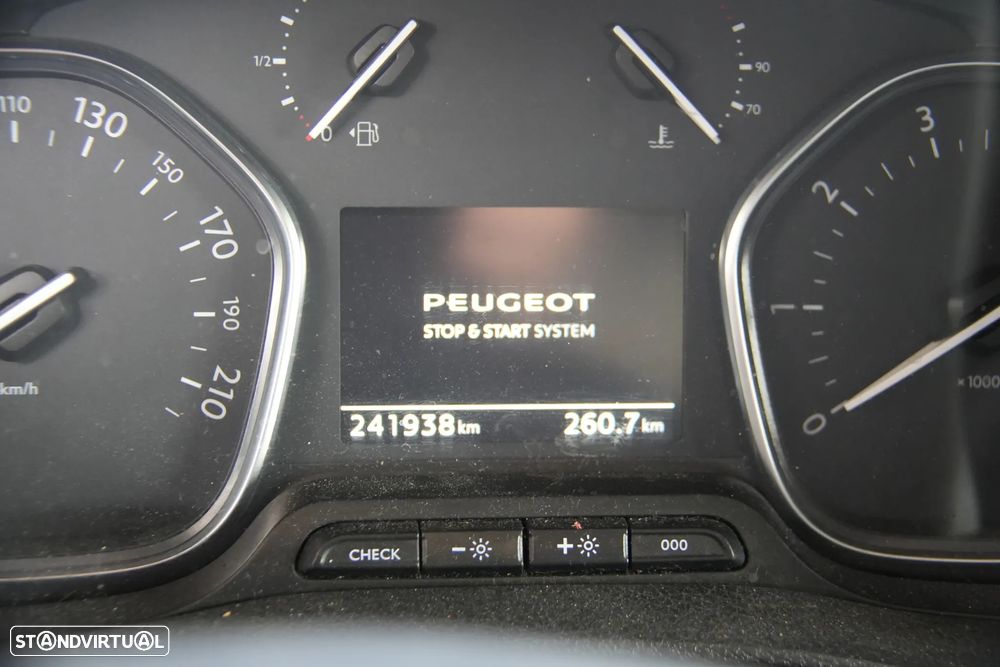 1/2
0
90
70
110
130
150
170
190
210
km/h
3
2
1
0
×1000
PEUGEOT
STOP & START SYSTEM
241938 km
260.7 km
CHECK
-
+
000
STANDVIRTUAL